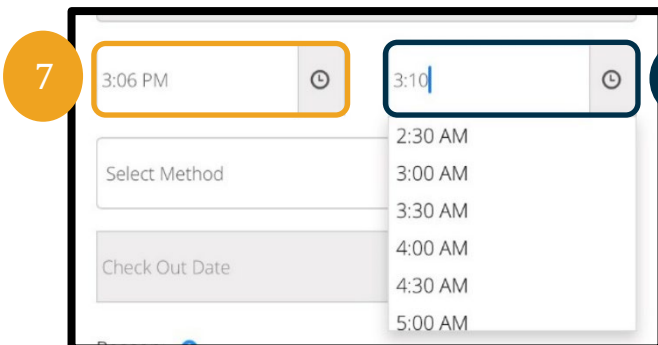 7
3:06 PM
3:10
2:30 AM
Select Method
3:00 AM
3:30 AM
4:00 AM
Check Out Date
4:30 AM
5:00 AM